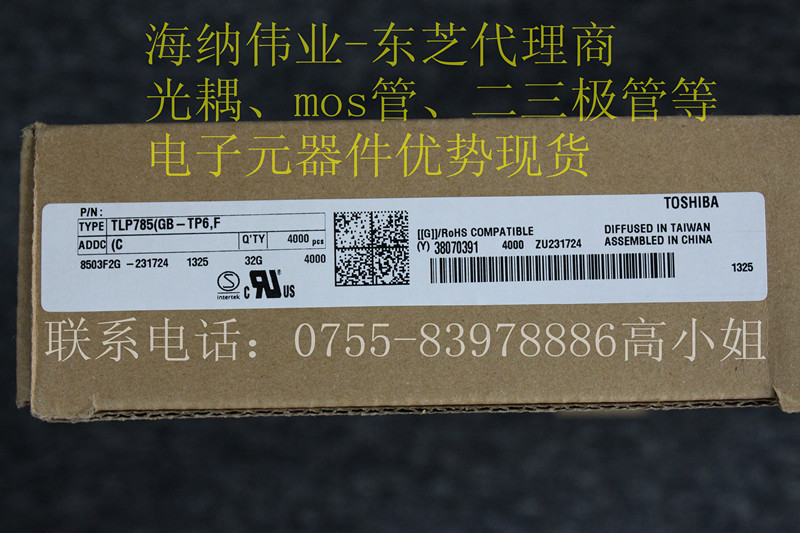 海纳伟业-东芝代理商
光耦、mos管、二三极管等
电子元器件优势现货
TOSHIBA
P/N:
TYPE TLP785(GB-TP6,F
ADDC (C Q'TY 4000 pcs
8503F2G -231724 1325 32G 4000
[[G]]/RoHS COMPATIBLE
(Y) 38070391 4000 ZU231724
DIFFUSED IN TAIWAN
ASSEMBLED IN CHINA
1325
S
Intertek
c RU US
联系电话：0755-83978886高小姐